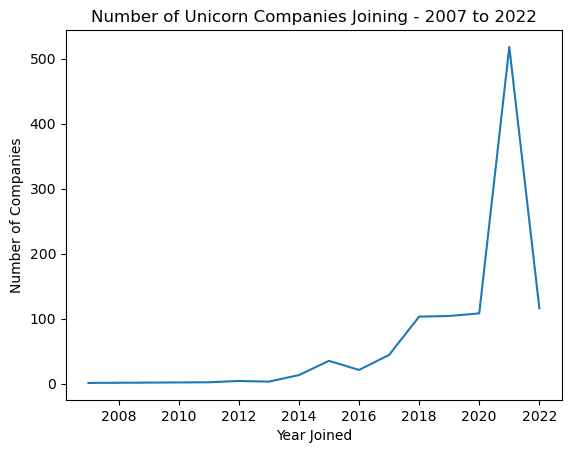 Number of Unicorn Companies Joining - 2007 to 2022
Number of Companies
500
400
300
200
100
0
2008 2010 2012 2014 2016 2018 2020 2022
Year Joined